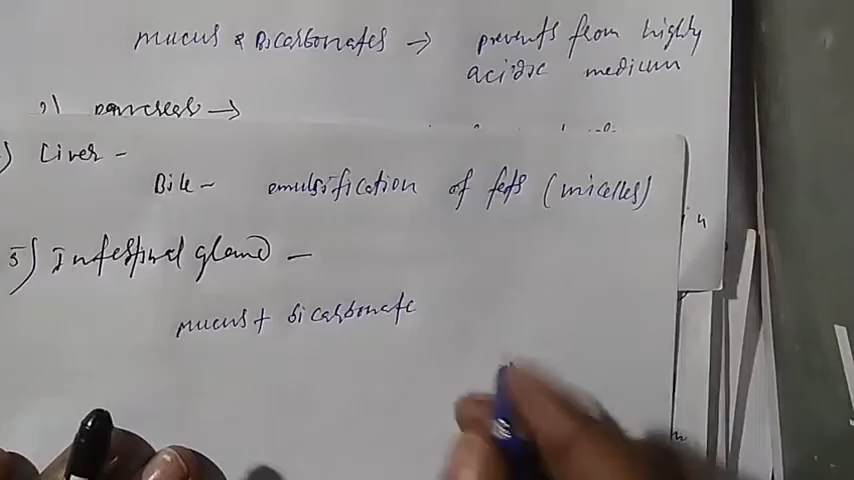 mucus & Bicarbonates → prevents from highly
acidic medium
pancreas →
Liver -
Bile - emulsification of fats (micelles)
5) Intestinal gland -
mucus + bicarbonate